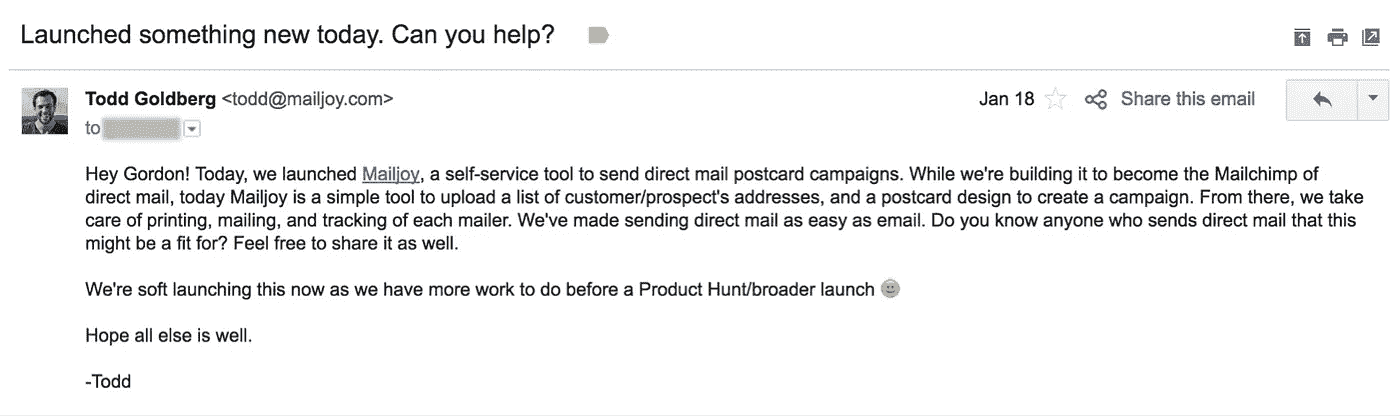 Launched something new today. Can you help?
Todd Goldberg <todd@mailjoy.com>
Jan 18
Share this email
to
Hey Gordon! Today, we launched Mailjoy, a self-service tool to send direct mail postcard campaigns. While we're building it to become the Mailchimp of
direct mail, today Mailjoy is a simple tool to upload a list of customer/prospect's addresses, and a postcard design to create a campaign. From there, we take
care of printing, mailing, and tracking of each mailer. We've made sending direct mail as easy as email. Do you know anyone who sends direct mail that this
might be a fit for? Feel free to share it as well.
We're soft launching this now as we have more work to do before a Product Hunt/broader launch
Hope all else is well.
-Todd